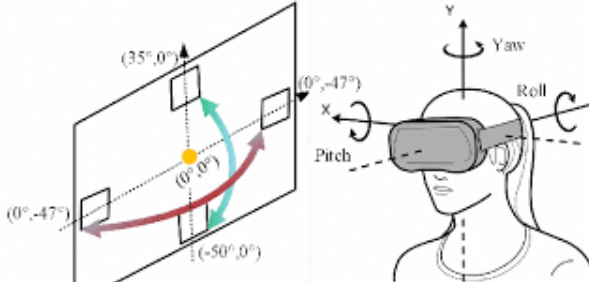 (35°,0°)
(0°,-47°)
(0°,0°)
(0°,-47°)
(-50°,0°)
Y
Yaw
Roll
X
Pitch